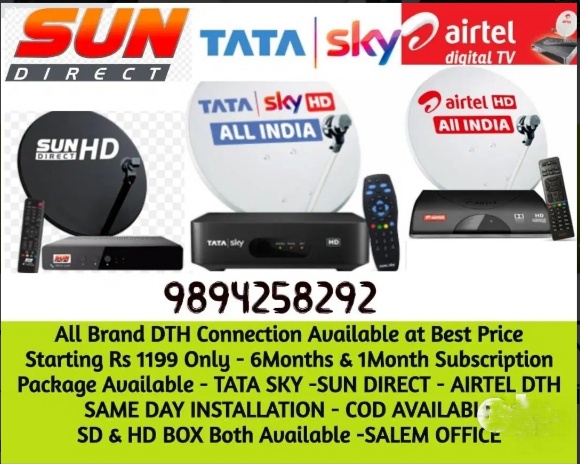 SUN
DIRECT
TATA sky
airtel
digital TV
SUN DIRECT HD
TATA sky HD
ALL INDIA
airtel HD
All INDIA
TATA sky HD
HD
9894258292
All Brand DTH Connection Available at Best Price
Starting Rs 1199 Only - 6Months & 1Month Subscription
Package Available - TATA SKY -SUN DIRECT - AIRTEL DTH
SAME DAY INSTALLATION - COD AVAILABL
SD & HD BOX Both Available -SALEM OFFICE